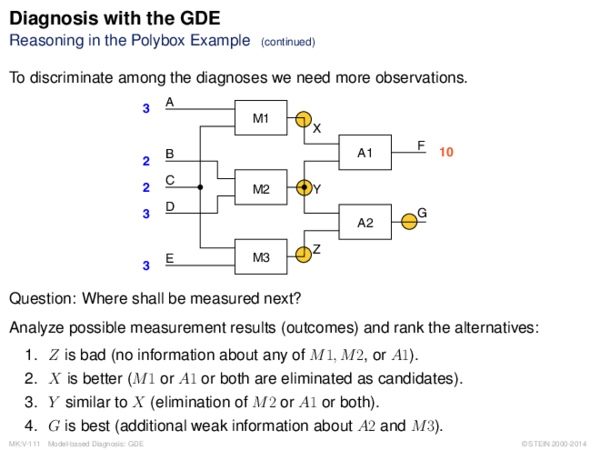 Diagnosis with the GDE
Reasoning in the Polybox Example (continued)
To discriminate among the diagnoses we need more observations.
3 A
M1
X
A1
F 10
2 B
2 C
M2
Y
3 D
A2
G
3 E
M3
Z
Question: Where shall be measured next?
Analyze possible measurement results (outcomes) and rank the alternatives:
1. Z is bad (no information about any of M1, M2, or A1).
2. X is better (M1 or A1 or both are eliminated as candidates).
3. Y similar to X (elimination of M2 or A1 or both).
4. G is best (additional weak information about A2 and M3).
MK:V-111 Model-based Diagnosis: GDE ©STEIN 2000-2014